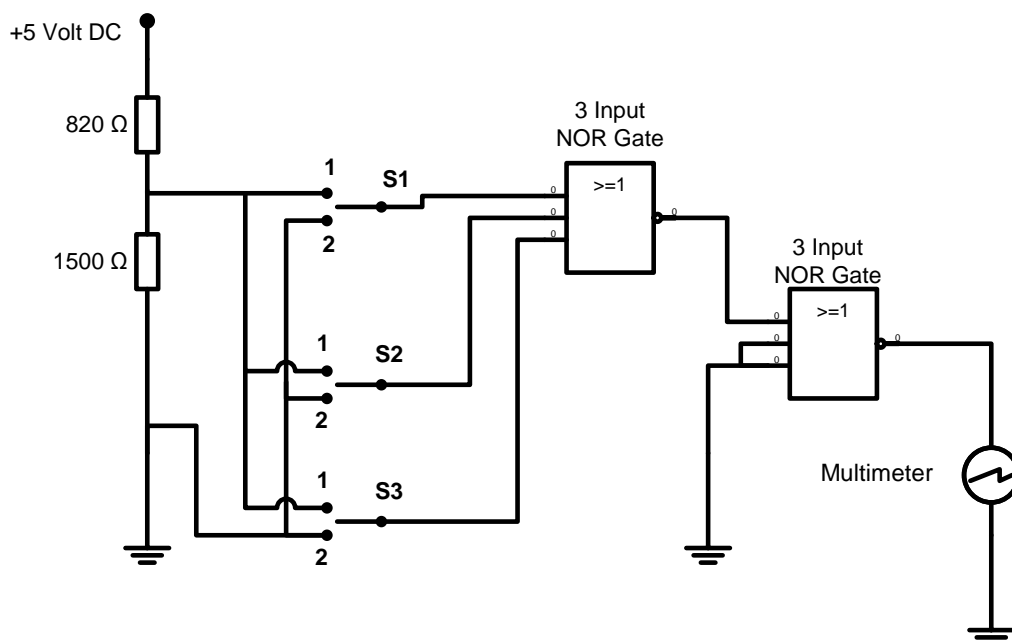 +5 Volt DC
820 Ω
1500 Ω
1
S1
2
1
S2
2
1
S3
2
3 Input
NOR Gate
>=1
0
0
0
0
3 Input
NOR Gate
>=1
0
0
0
0
Multimeter